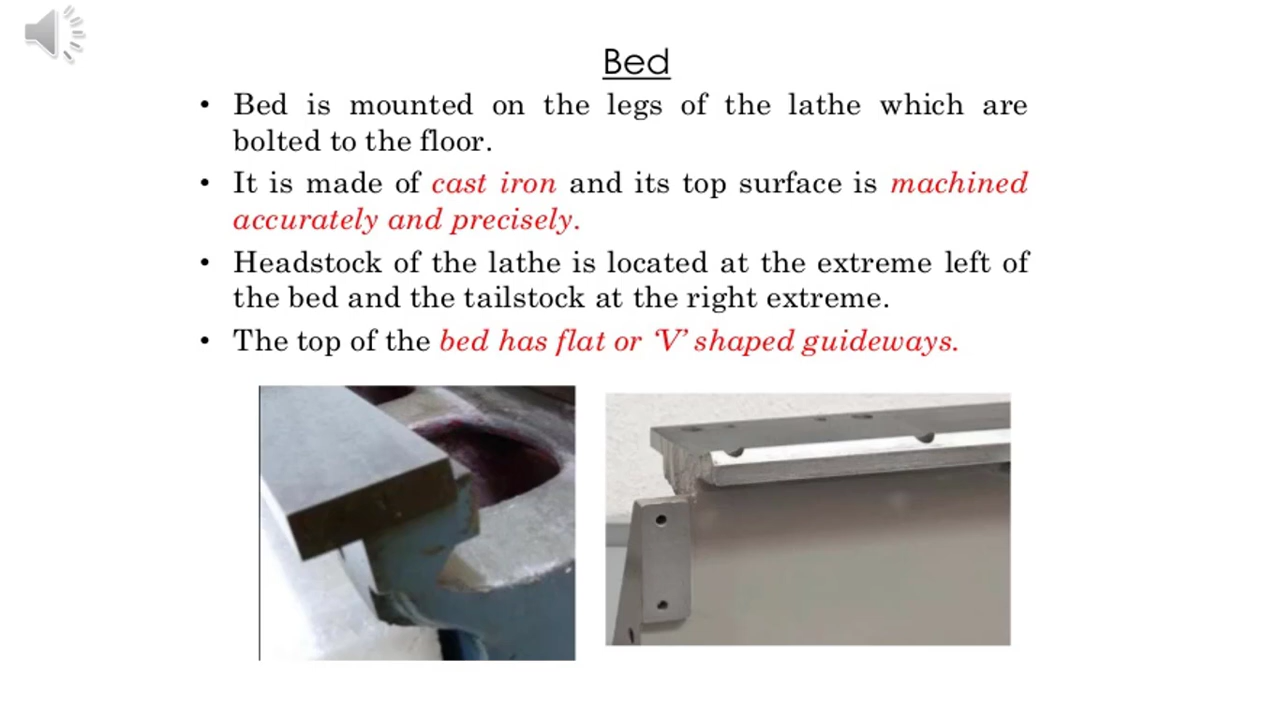 Bed
• Bed is mounted on the legs of the lathe which are
bolted to the floor.
• It is made of cast iron and its top surface is machined
accurately and precisely.
• Headstock of the lathe is located at the extreme left of
the bed and the tailstock at the right extreme.
• The top of the bed has flat or ‘V’ shaped guideways.